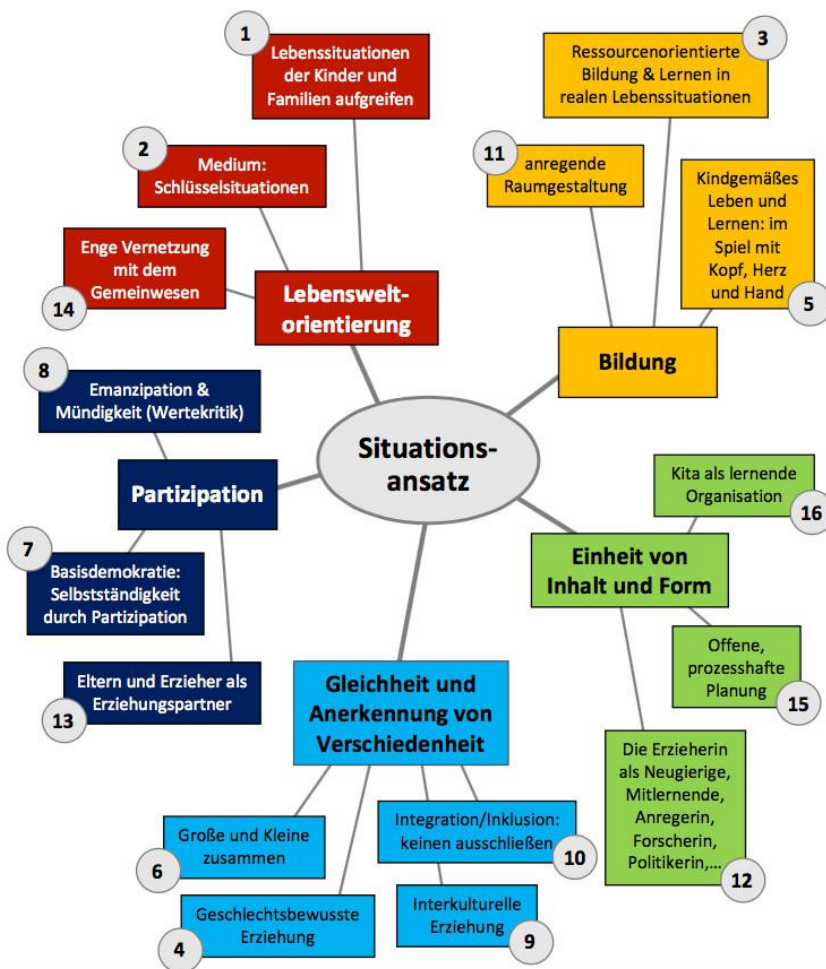 1
Lebenssituationen
der Kinder und
Familien aufgreifen
2
Medium:
Schlüsselsituationen
Enge Vernetzung
mit dem
Gemeinwesen
14
Lebenswelt-
orientierung
3
Ressourcenorientierte
Bildung & Lernen in
realen Lebenssituationen
11
anregende
Raumgestaltung
Kindgemäßes
Leben und
Lernen: im
Spiel mit
Kopf, Herz
und Hand
5
Bildung
Situations-
ansatz
8
Emanzipation &
Mündigkeit (Wertekritik)
Partizipation
7
Basisdemokratie:
Selbstständigkeit
durch Partizipation
Eltern und Erzieher als
Erziehungspartner
13
Kita als lernende
Organisation
16
Einheit von
Inhalt und Form
Offene,
prozesshafte
Planung
15
Die Erzieherin
als Neugierige,
Mitlernende,
Anregerin,
Forscherin,
Politikerin,...
12
Gleichheit und
Anerkennung von
Verschiedenheit
Große und Kleine
zusammen
6
Geschlechtsbewusste
Erziehung
4
Integration/Inklusion:
keinen ausschließen
10
Interkulturelle
Erziehung
9